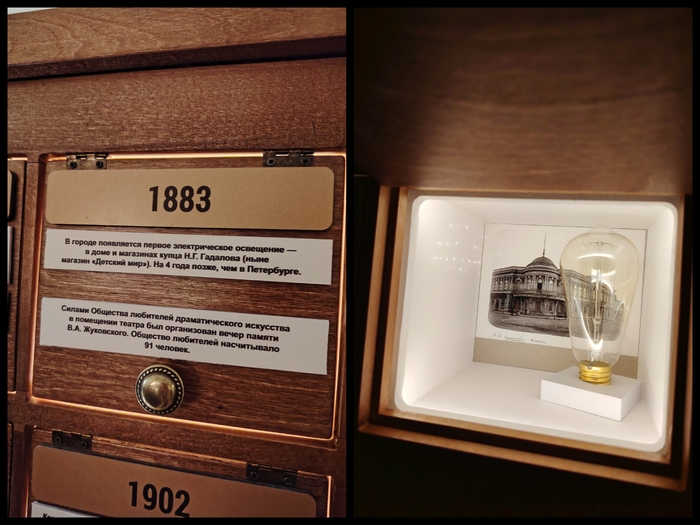 1883
В городе появляется первое электрическое освещение —
в доме и магазинах купца Н.Г. Гадалова (ныне
магазин «Детский мир»). На 4 года позже, чем в Петербурге.
Силами Общества любителей драматического искусства
в помещении театра был организован вечер памяти
В.А. Жуковского. Общество любителей насчитывало
91 человек.
1902